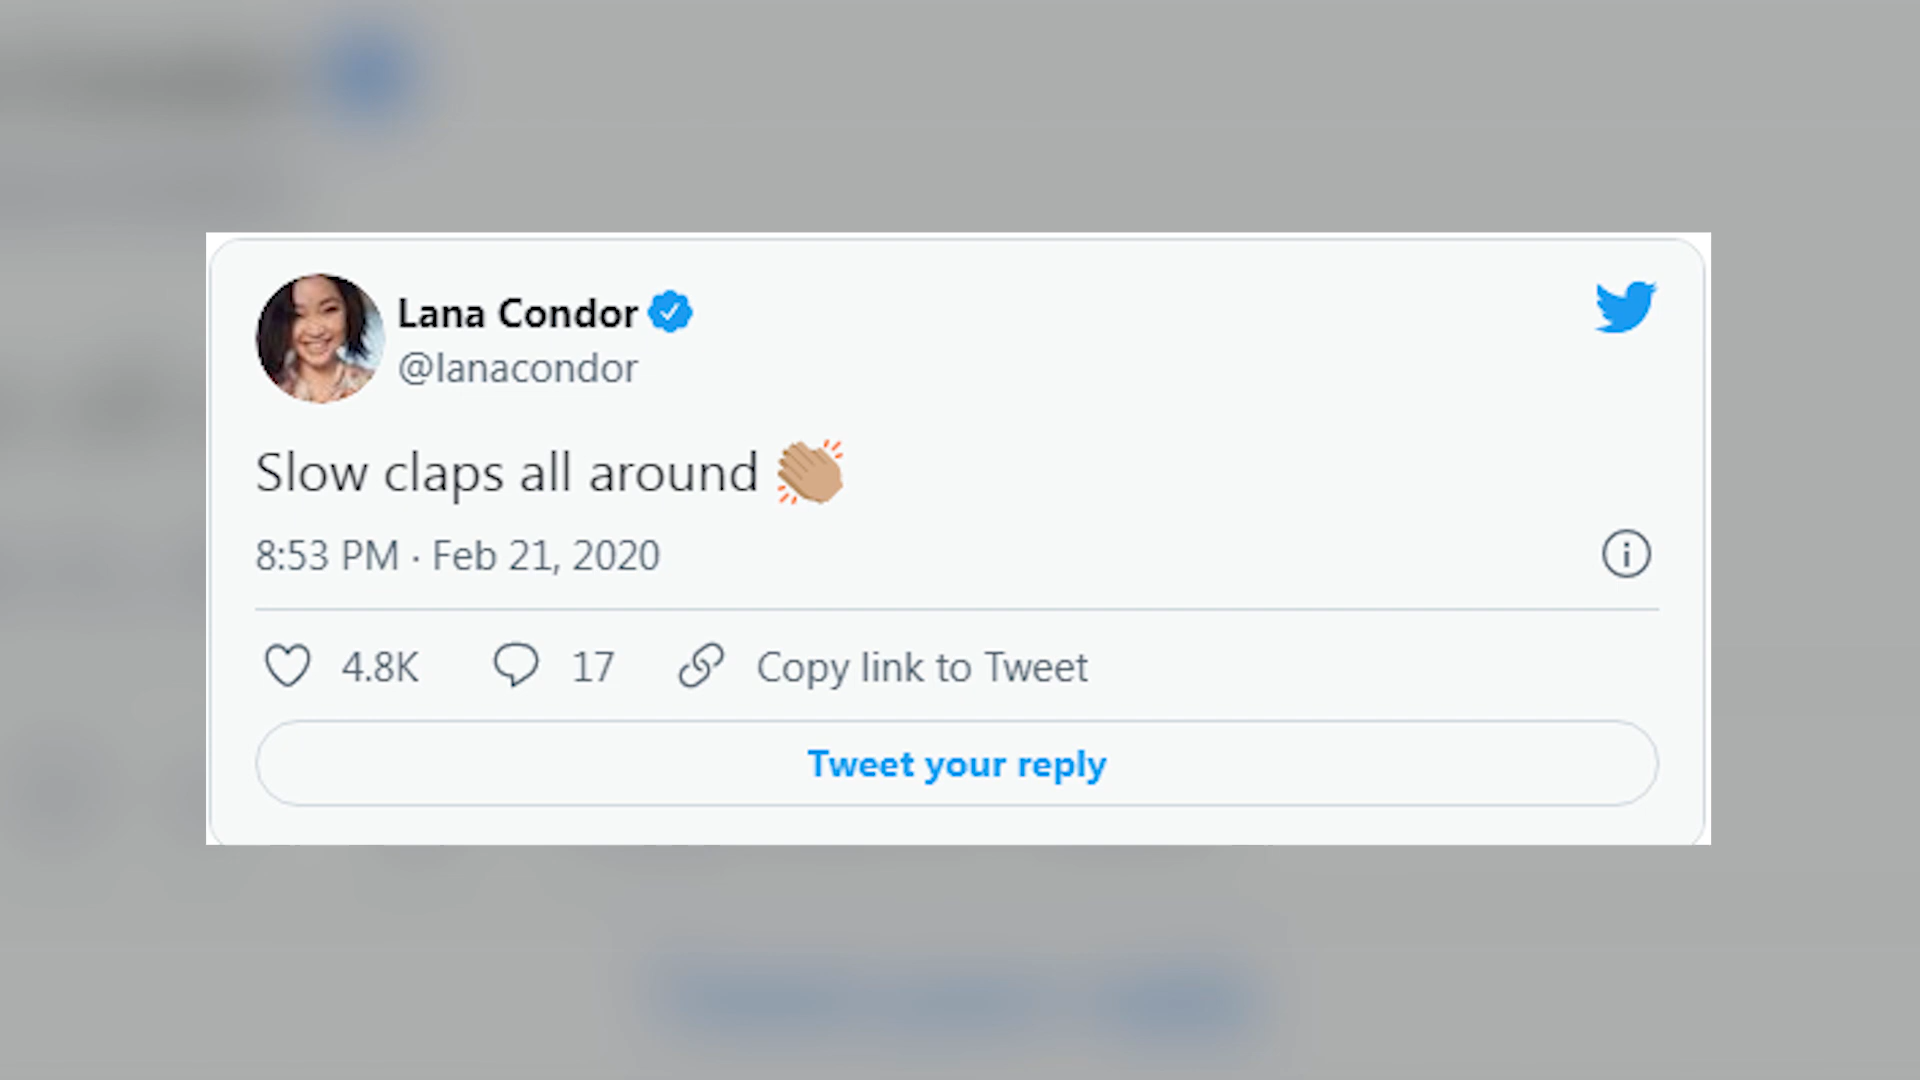 Lana Condor
@lanacondor
Slow claps all around 👏🏽
8:53 PM · Feb 21, 2020
4.8K 17 Copy link to Tweet
Tweet your reply